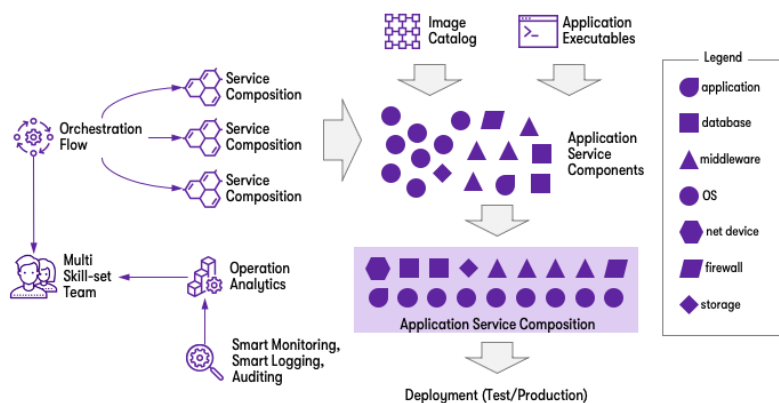 Image
Catalog
Application
Executables
Service
Composition
Orchestration
Flow
Service
Composition
Service
Composition
Application
Service
Components
Multi
Skill-set
Team
Operation
Analytics
Smart Monitoring,
Smart Logging,
Auditing
Application Service Composition
Deployment (Test/Production)
Legend
application
database
middleware
OS
net device
firewall
storage